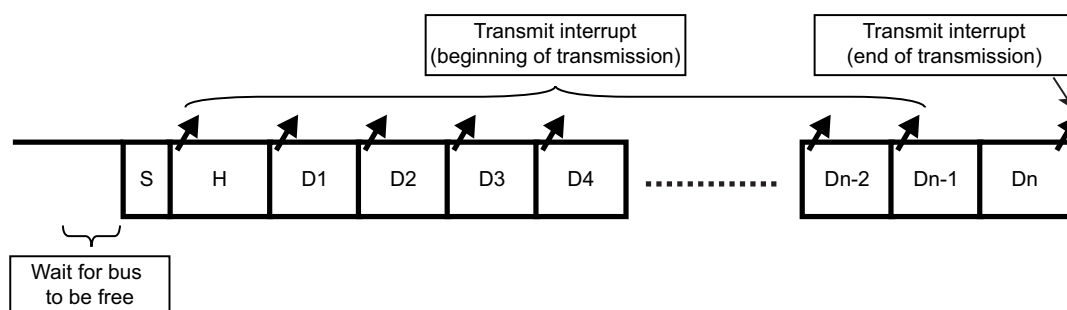 Transmit interrupt
(beginning of transmission)
Transmit interrupt
(end of transmission)
S H D1 D2 D3 D4 Dn-2 Dn-1 Dn
Wait for bus
to be free